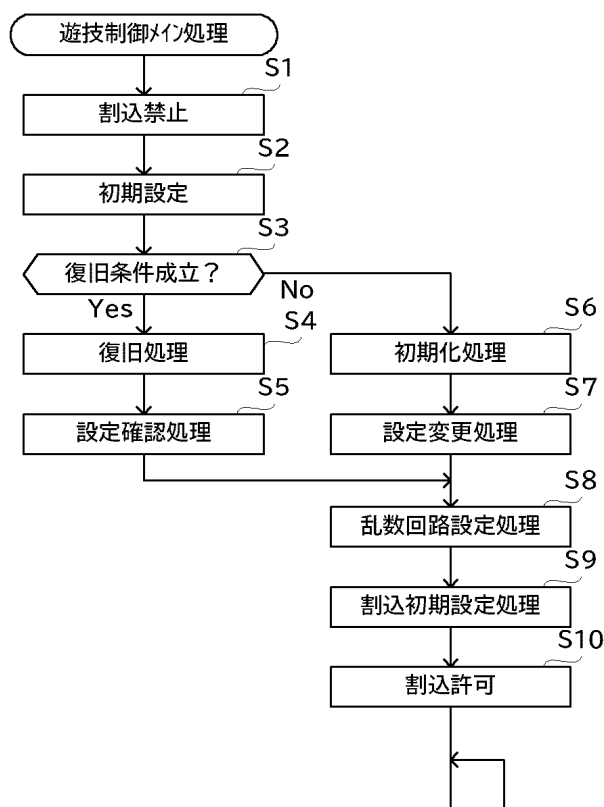 遊技制御メイン処理
S1
割込禁止
S2
初期設定
S3
復旧条件成立？
Yes
No
S4
復旧処理
S5
設定確認処理
S6
初期化処理
S7
設定変更処理
S8
乱数回路設定処理
S9
割込初期設定処理
S10
割込許可